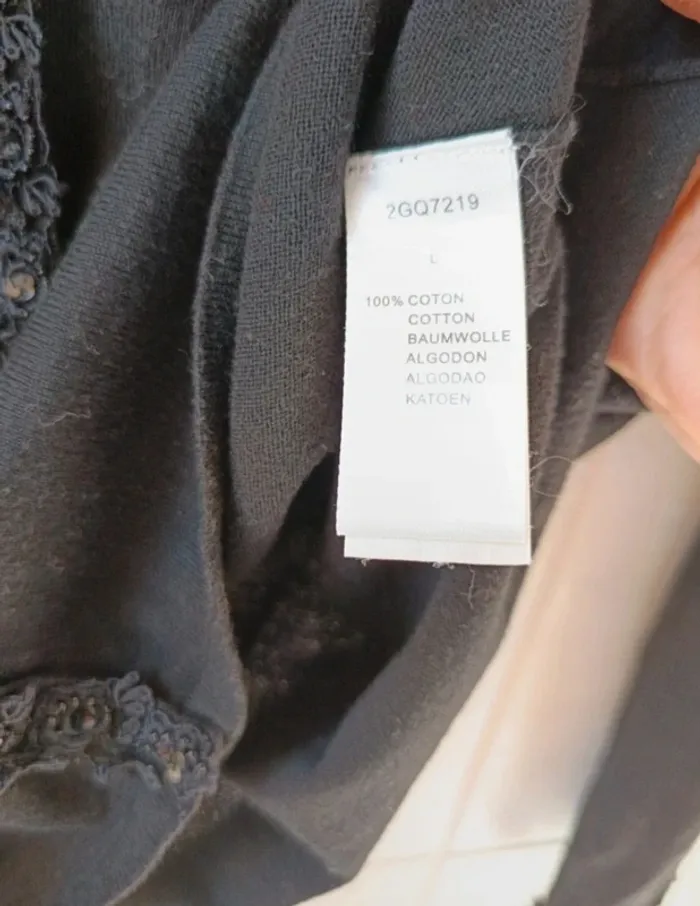 2GQ7219
L
100% COTON
COTTON
BAUMWOLLE
ALGODON
ALGODAO
KATOEN